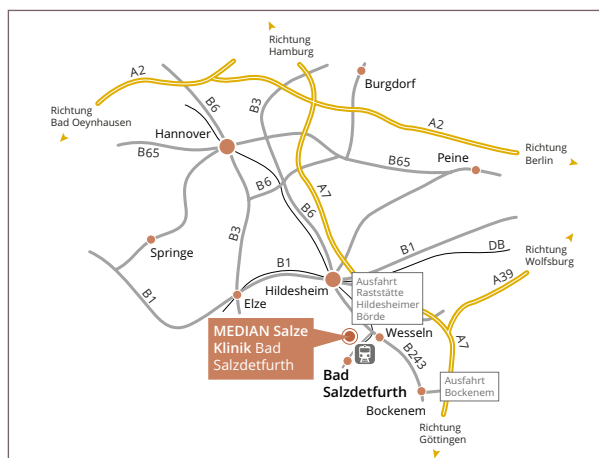 Richtung
Hamburg
A2
Burgdorf
B6
B3
Richtung
Bad Oeynhausen
Hannover
A2
B65
Richtung
Berlin
Peine
B65
B6
A7
B6
Springe
B3
B1
DB
Richtung
Wolfsburg
B1
A39
Hildesheim
Ausfahrt
Raststätte
Hildesheimer
Börde
B1
Elze
MEDIAN Salze
Klinik Bad
Salzdetfurth
Wesseln
A7
B243
Bad
Salzdetfurth
Ausfahrt
Bockenem
Bockenem
Richtung
Göttingen